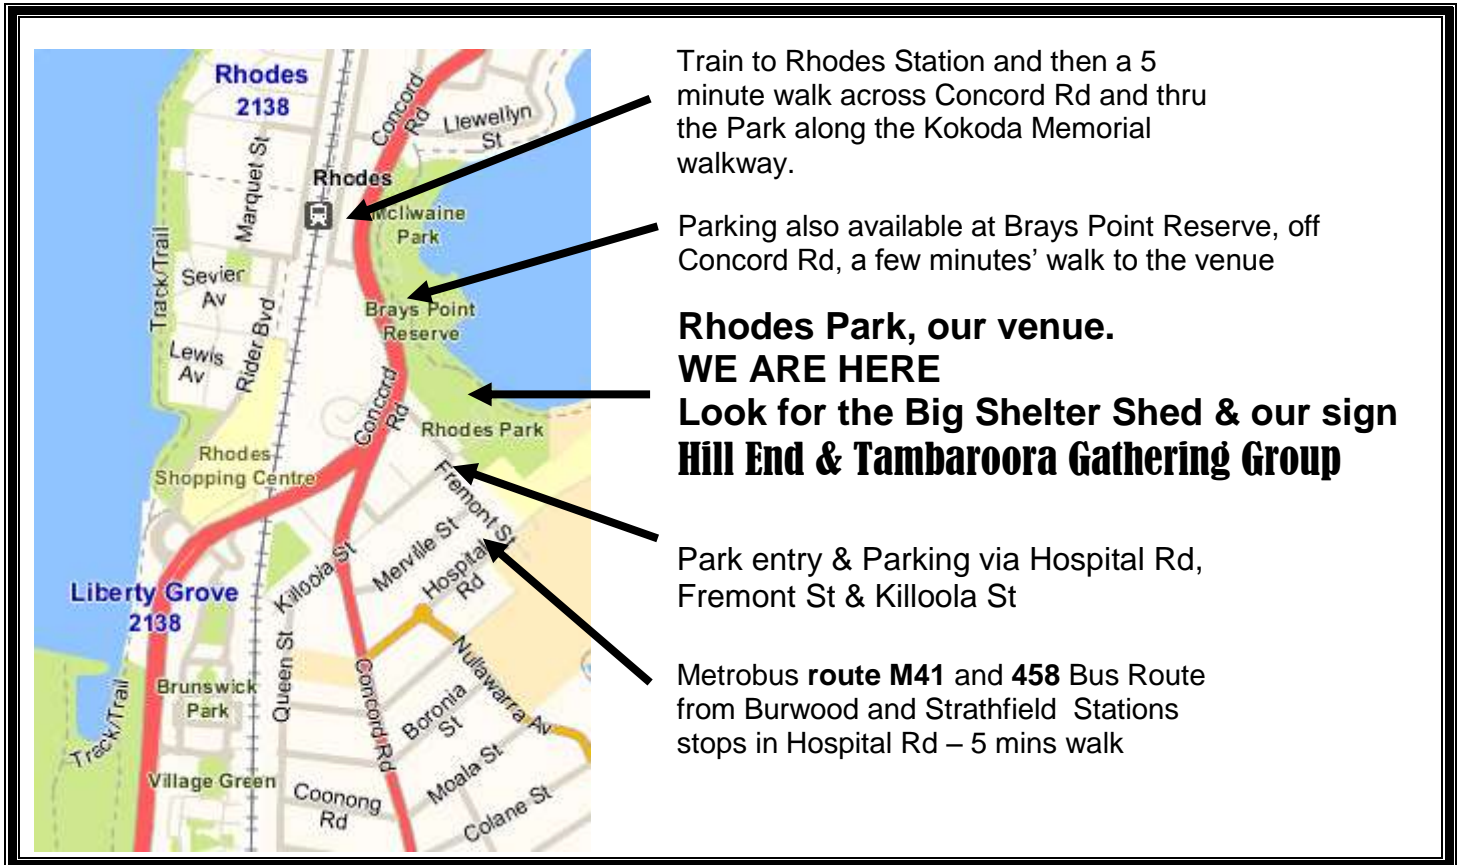 Rhodes
2138
Concord
Rd
Llewellyn
St
Marquet St
Rhodes
McIlwaine
Park
Track/Trail
Sevier
Av
Rider Bvd
Brays Point
Reserve
Lewis
Av
Concord
Rd
Rhodes Park
Rhodes
Shopping Centre
Fremont St
Merville St
Hospital
Rd
Killoola St
Liberty Grove
2138
Queen St
Concord Rd
Nullawarra Av
Brunswick
Park
Boronia
St
Track/Trail
Moala St
Village Green
Coonong
Rd
Colane St
Train to Rhodes Station and then a 5
minute walk across Concord Rd and thru
the Park along the Kokoda Memorial
walkway.
Parking also available at Brays Point Reserve, off
Concord Rd, a few minutes’ walk to the venue
Rhodes Park, our venue.
WE ARE HERE
Look for the Big Shelter Shed & our sign
Hill End & Tambaroora Gathering Group
Park entry & Parking via Hospital Rd,
Fremont St & Killoola St
Metrobus route M41 and 458 Bus Route
from Burwood and Strathfield Stations
stops in Hospital Rd – 5 mins walk